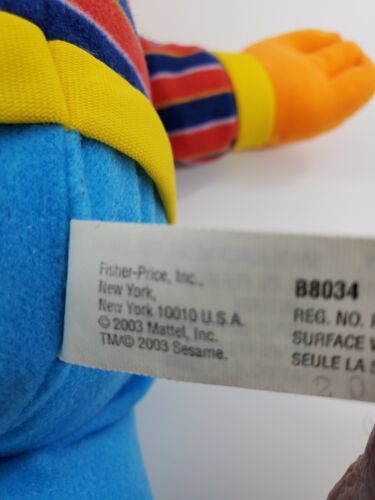 Fisher-Price, Inc.,
New York,
New York 10010 U.S.A.
© 2003 Mattel, Inc.
TM/© 2003 Sesame.
B8034
REG. NO.
SURFACE
SEULE LA